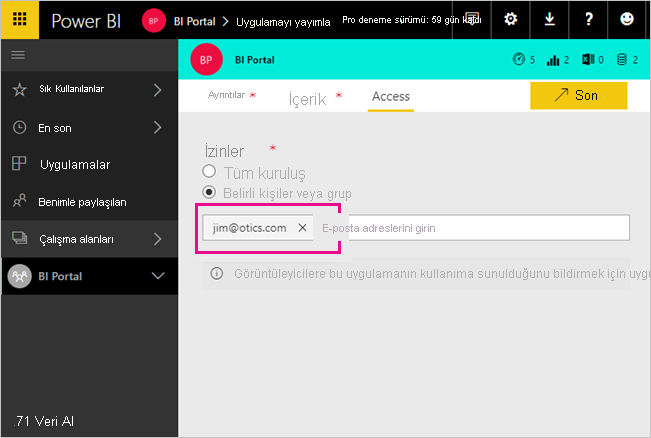 Power BI
BP
BI Portal
Uygulamayı yayımla
Pro deneme sürümü: 59 gün kaldı
?
BP
BI Portal
5
2
0
2
Sık Kullanılanlar
En son
Uygulamalar
Benimle paylaşılan
Çalışma alanları
BI Portal
.71 Veri Al
Ayrıntılar *
İçerik *
Access
Son
İzinler *
Tüm kuruluş
Belirli kişiler veya grup
jim@otics.com
E-posta adreslerini girin
Görüntüleyicilere bu uygulamanın kullanıma sunulduğunu bildirmek için uygu